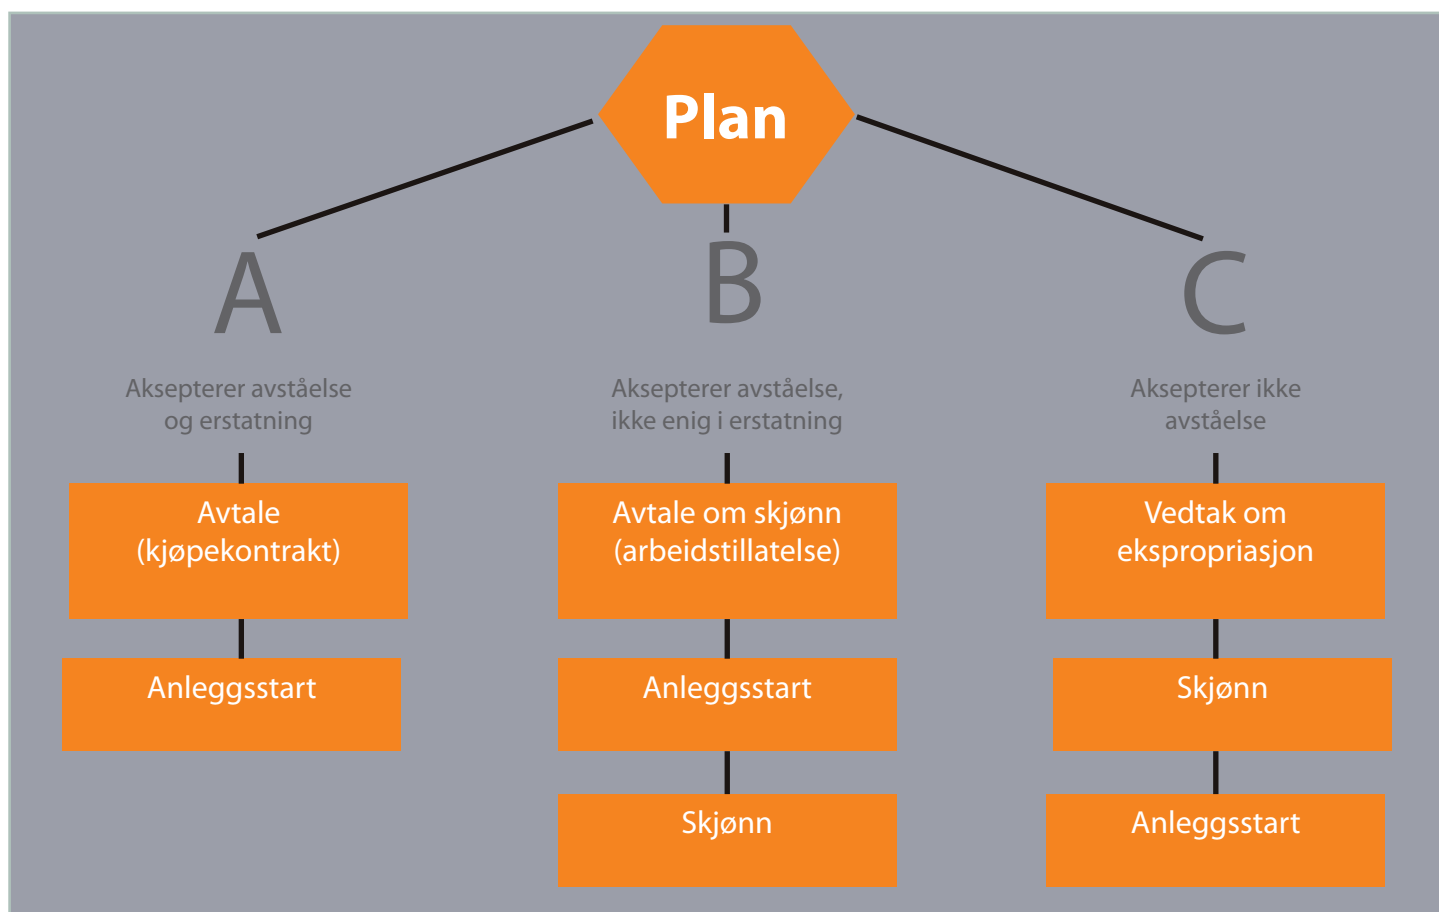 Plan
A
Aksepterer avståelse
og erstatning
Avtale
(kjøpekontrakt)
Anleggsstart
B
Aksepterer avståelse,
ikke enig i erstatning
Avtale om skjønn
(arbeidstillatelse)
Anleggsstart
Skjønn
C
Aksepterer ikke
avståelse
Vedtak om
ekspropriasjon
Skjønn
Anleggsstart